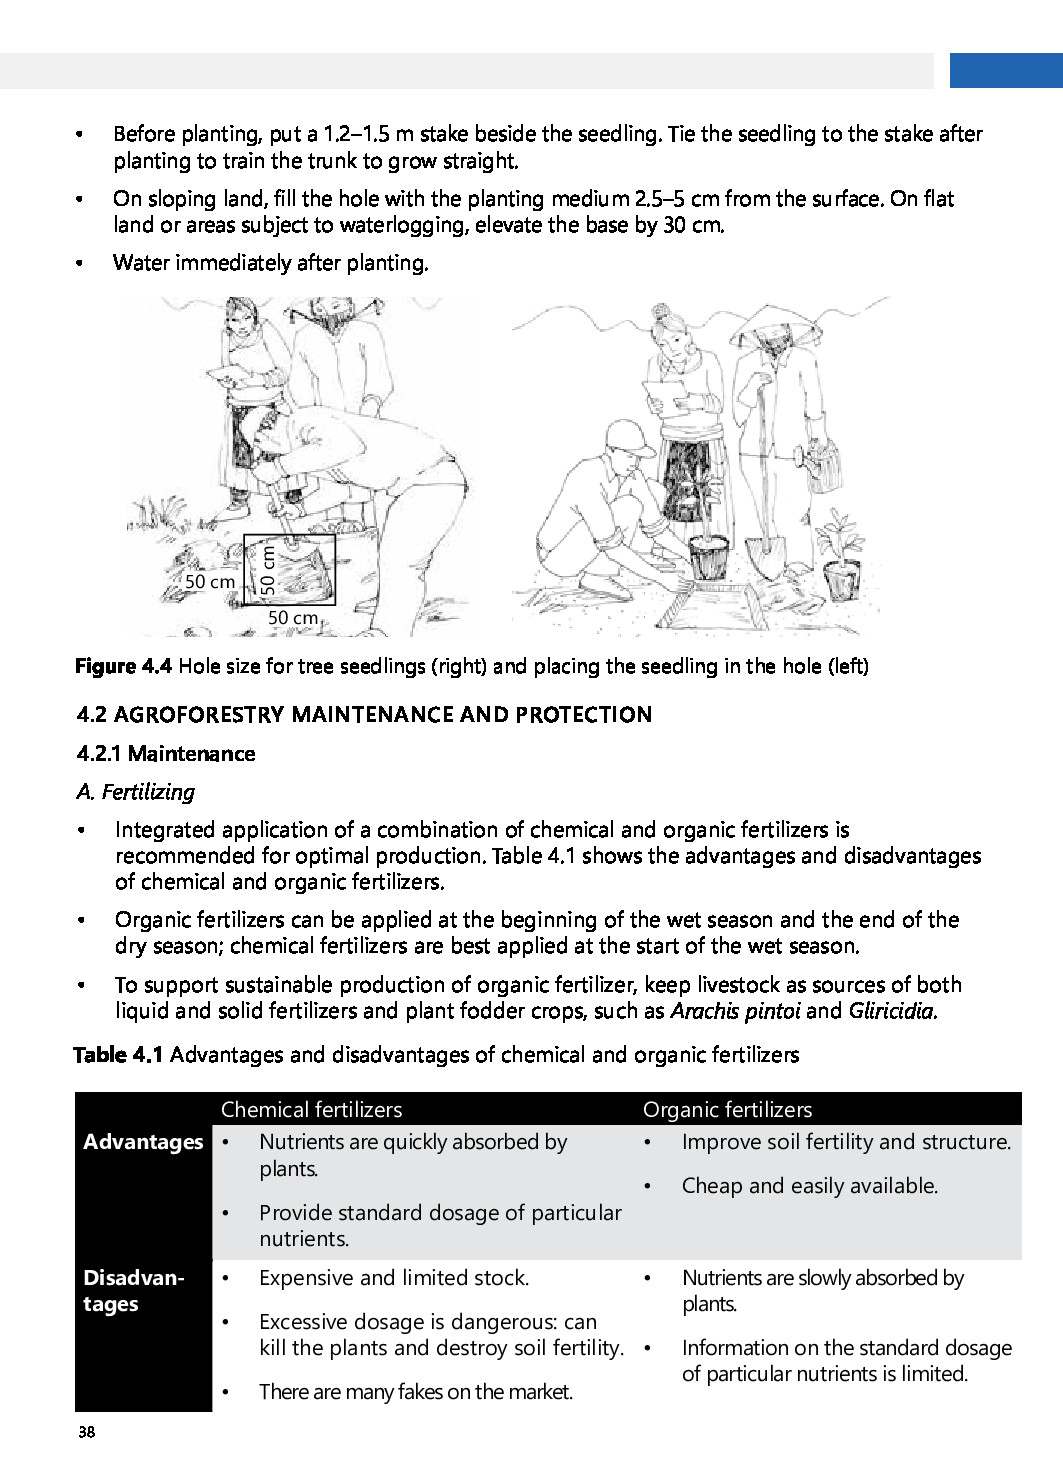 • Before planting, put a 1.2–1.5 m stake beside the seedling. Tie the seedling to the stake after
planting to train the trunk to grow straight.
• On sloping land, fill the hole with the planting medium 2.5–5 cm from the surface. On flat
land or areas subject to waterlogging, elevate the base by 30 cm.
• Water immediately after planting.
50 cm
50 cm
50 cm
Figure 4.4 Hole size for tree seedlings (right) and placing the seedling in the hole (left)
4.2 AGROFORESTRY MAINTENANCE AND PROTECTION
4.2.1 Maintenance
A. Fertilizing
• Integrated application of a combination of chemical and organic fertilizers is
recommended for optimal production. Table 4.1 shows the advantages and disadvantages
of chemical and organic fertilizers.
• Organic fertilizers can be applied at the beginning of the wet season and the end of the
dry season; chemical fertilizers are best applied at the start of the wet season.
• To support sustainable production of organic fertilizer, keep livestock as sources of both
liquid and solid fertilizers and plant fodder crops, such as Arachis pintoi and Gliricidia.
Table 4.1 Advantages and disadvantages of chemical and organic fertilizers
Chemical fertilizers
Organic fertilizers
Advantages
• Nutrients are quickly absorbed by
plants.
• Provide standard dosage of particular
nutrients.
• Improve soil fertility and structure.
• Cheap and easily available.
Disadvan-
tages
• Expensive and limited stock.
• Excessive dosage is dangerous: can
kill the plants and destroy soil fertility.
• There are many fakes on the market.
• Nutrients are slowly absorbed by
plants.
• Information on the standard dosage
of particular nutrients is limited.
38